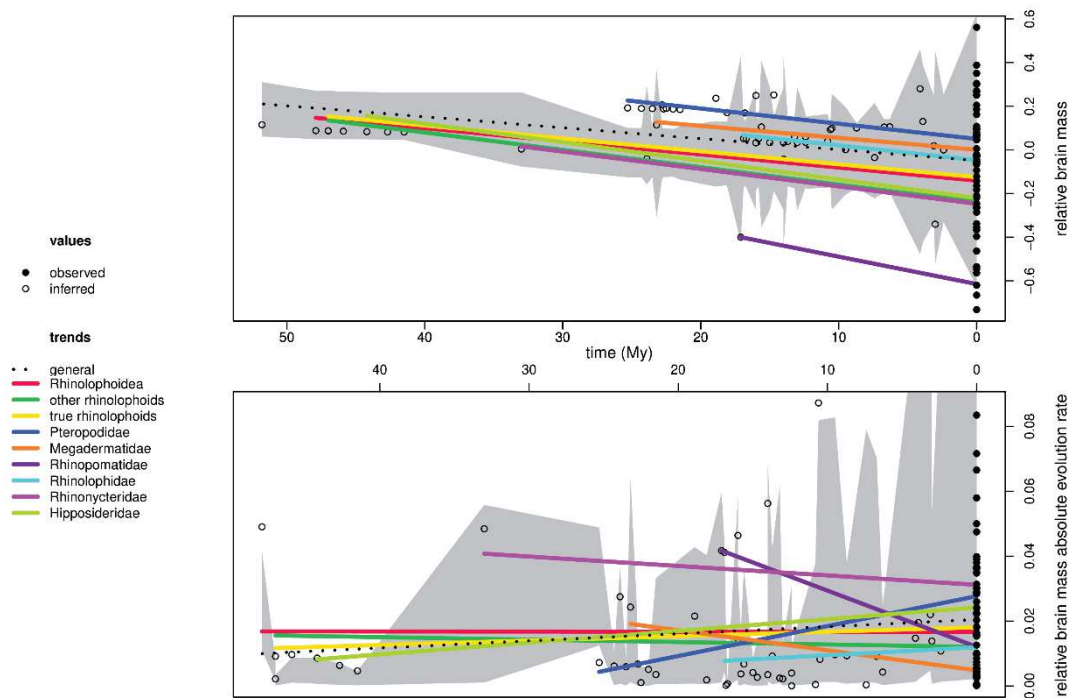 0.6
0.4
0.2
0.0
−0.2
−0.4
−0.6
relative brain mass
50
40
30
20
10
0
time (My)
values
observed
inferred
trends
general
Rhinolophoidea
other rhinolophoids
true rhinolophoids
Pteropodidae
Megadermatidae
Rhinopomatidae
Rhinolophidae
Rhinonycteridae
Hipposideridae
40
30
20
10
0
0.08
0.06
0.04
0.02
0.00
relative brain mass absolute evolution rate